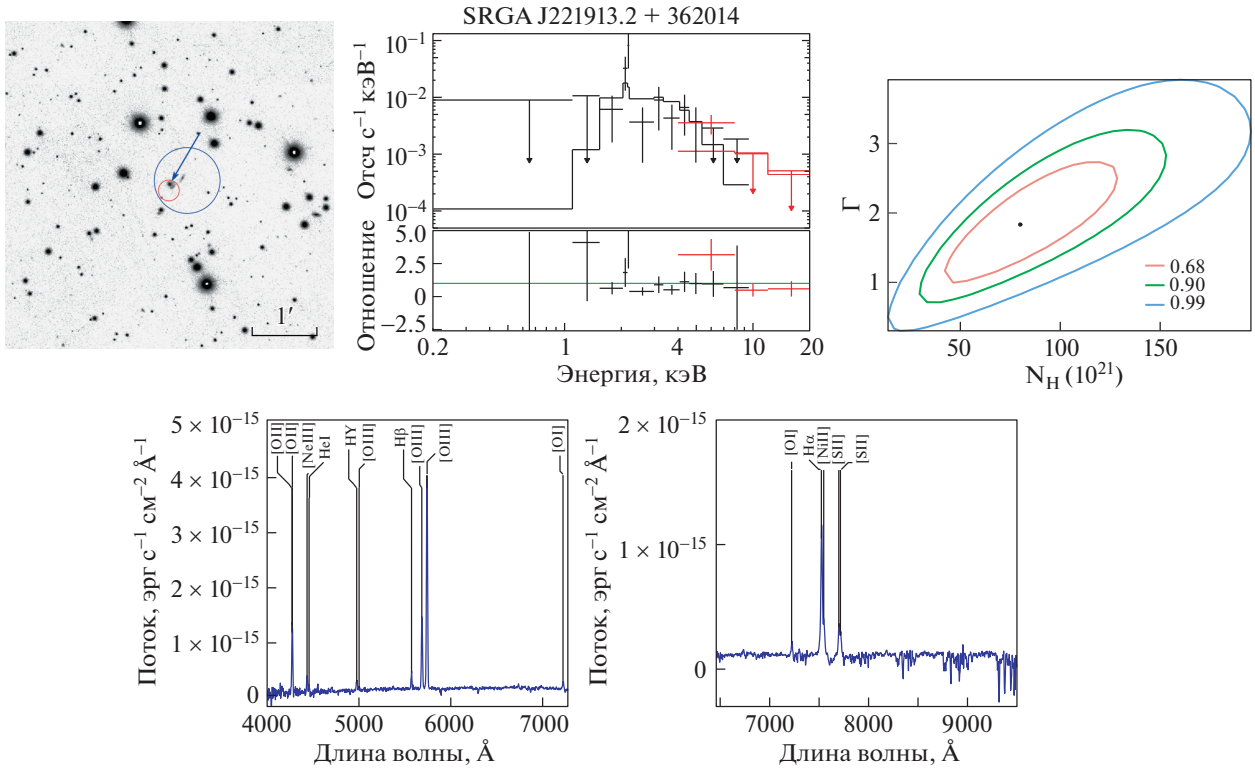 SRGA J221913.2 + 362014
1′
Отсч с⁻¹ кэВ⁻¹
10⁻¹
10⁻²
10⁻³
10⁻⁴
Отношение
5.0
2.5
0
−2.5
0.2
1
4
10
20
Энергия, кэВ
Γ
3
2
1
0.68
0.90
0.99
50
100
150
N_H (10²¹)
Поток, эрг с⁻¹ см⁻² Å⁻¹
5 × 10⁻¹⁵
4 × 10⁻¹⁵
3 × 10⁻¹⁵
2 × 10⁻¹⁵
1 × 10⁻¹⁵
0
[OII]
[OII]
[NeIII]
HeI
HΥ
[OIII]
Hβ
[OIII]
[OIII]
[OI]
4000
5000
6000
7000
Длина волны, Å
Поток, эрг с⁻¹ см⁻² Å⁻¹
2 × 10⁻¹⁵
1 × 10⁻¹⁵
0
[OI]
Hα
[NiII]
[SII]
[SII]
7000
8000
9000
Длина волны, Å